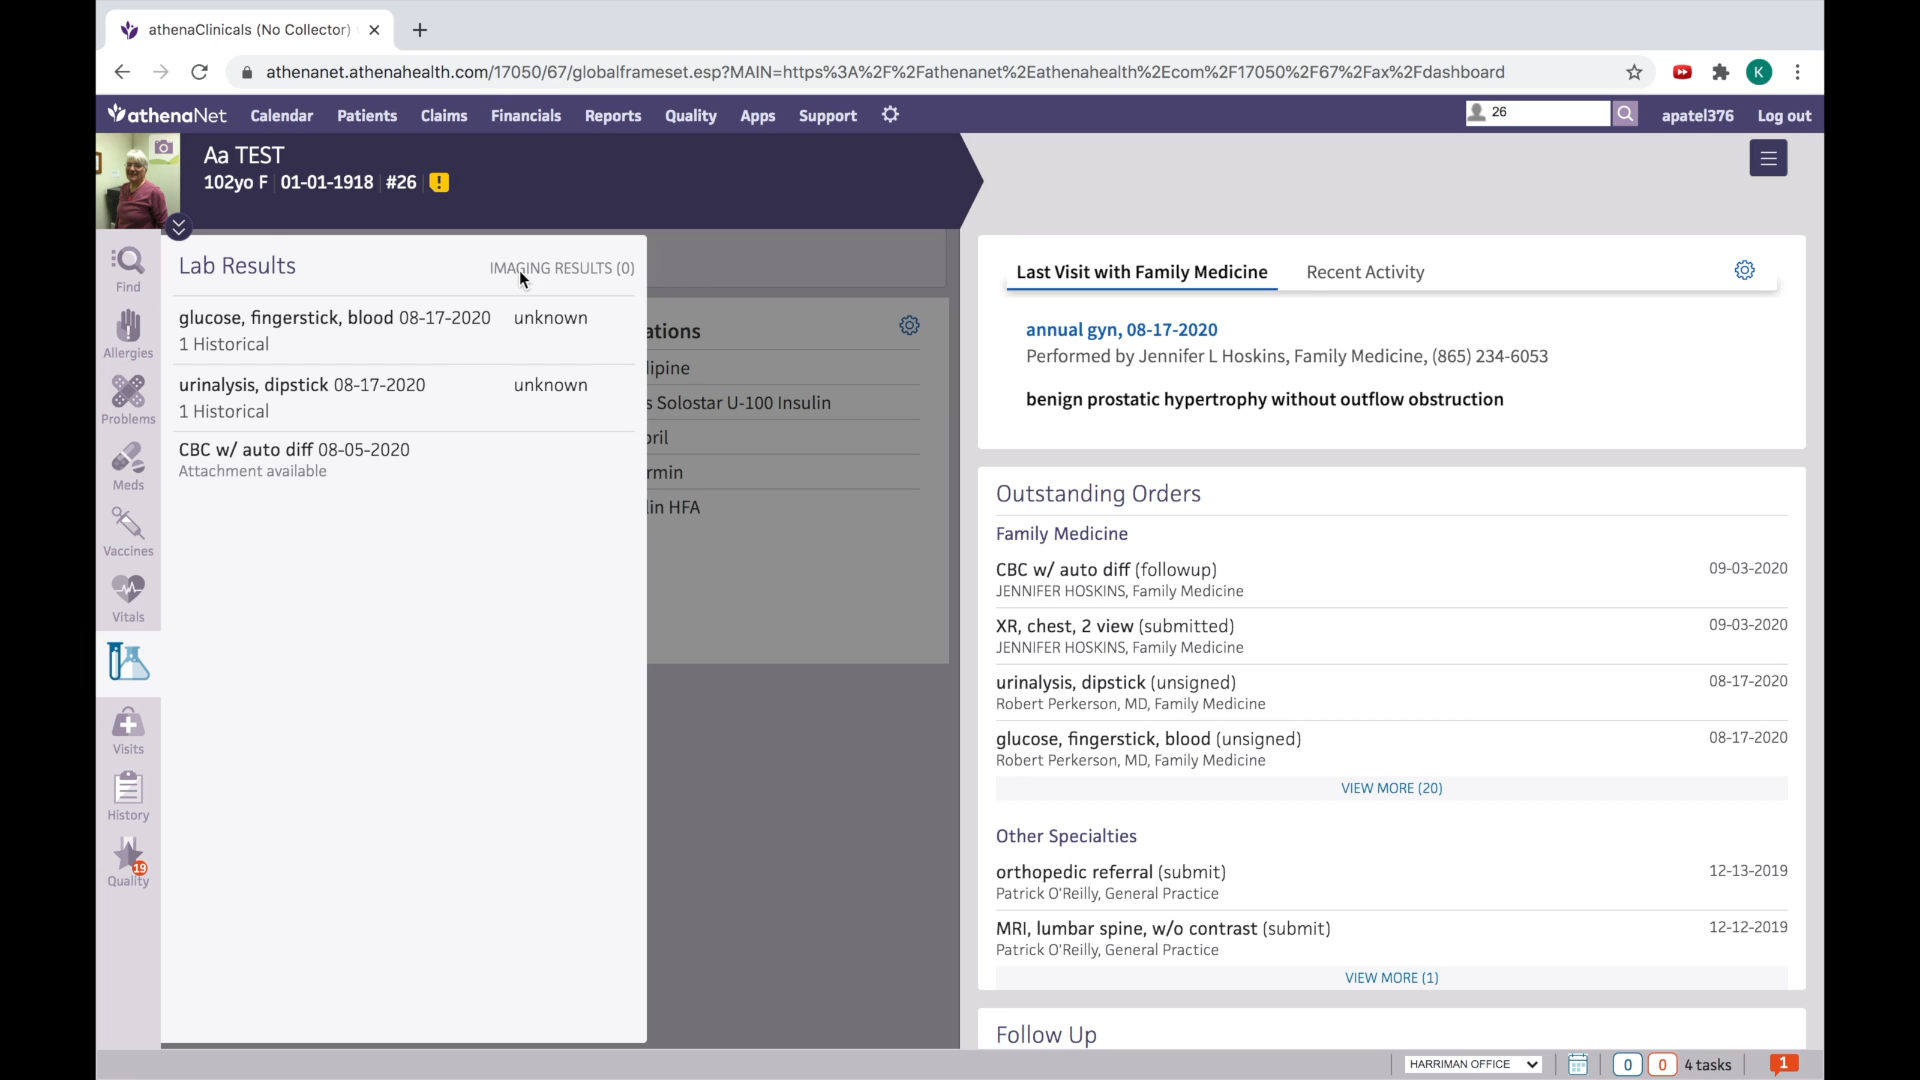 athenaClinicals (No Collector)
athenanet.athenahealth.com/17050/67/globalframeset.esp?MAIN=https%3A%2F%2Fathenanet%2Eathenahealth%2Ecom%2F17050%2F67%2Fax%2Fdashboard
K
athenaNet Calendar Patients Claims Financials Reports Quality Apps Support 26 apatel376 Log out
Aa TEST
102yo F 01-01-1918 #26
Find
Allergies
Problems
Meds
Vaccines
Vitals
Visits
History
19
Quality
Lab Results IMAGING RESULTS (0)
glucose, fingerstick, blood 08-17-2020 unknown
1 Historical
urinalysis, dipstick 08-17-2020 unknown
1 Historical
CBC w/ auto diff 08-05-2020
Attachment available
ations
lipine
s Solostar U-100 Insulin
pril
rmin
lin HFA
Last Visit with Family Medicine Recent Activity
annual gyn, 08-17-2020
Performed by Jennifer L Hoskins, Family Medicine, (865) 234-6053
benign prostatic hypertrophy without outflow obstruction
Outstanding Orders
Family Medicine
CBC w/ auto diff (followup) 09-03-2020
JENNIFER HOSKINS, Family Medicine
XR, chest, 2 view (submitted) 09-03-2020
JENNIFER HOSKINS, Family Medicine
urinalysis, dipstick (unsigned) 08-17-2020
Robert Perkerson, MD, Family Medicine
glucose, fingerstick, blood (unsigned) 08-17-2020
Robert Perkerson, MD, Family Medicine
VIEW MORE (20)
Other Specialties
orthopedic referral (submit) 12-13-2019
Patrick O'Reilly, General Practice
MRI, lumbar spine, w/o contrast (submit) 12-12-2019
Patrick O'Reilly, General Practice
VIEW MORE (1)
Follow Up
HARRIMAN OFFICE 0 0 4 tasks 1